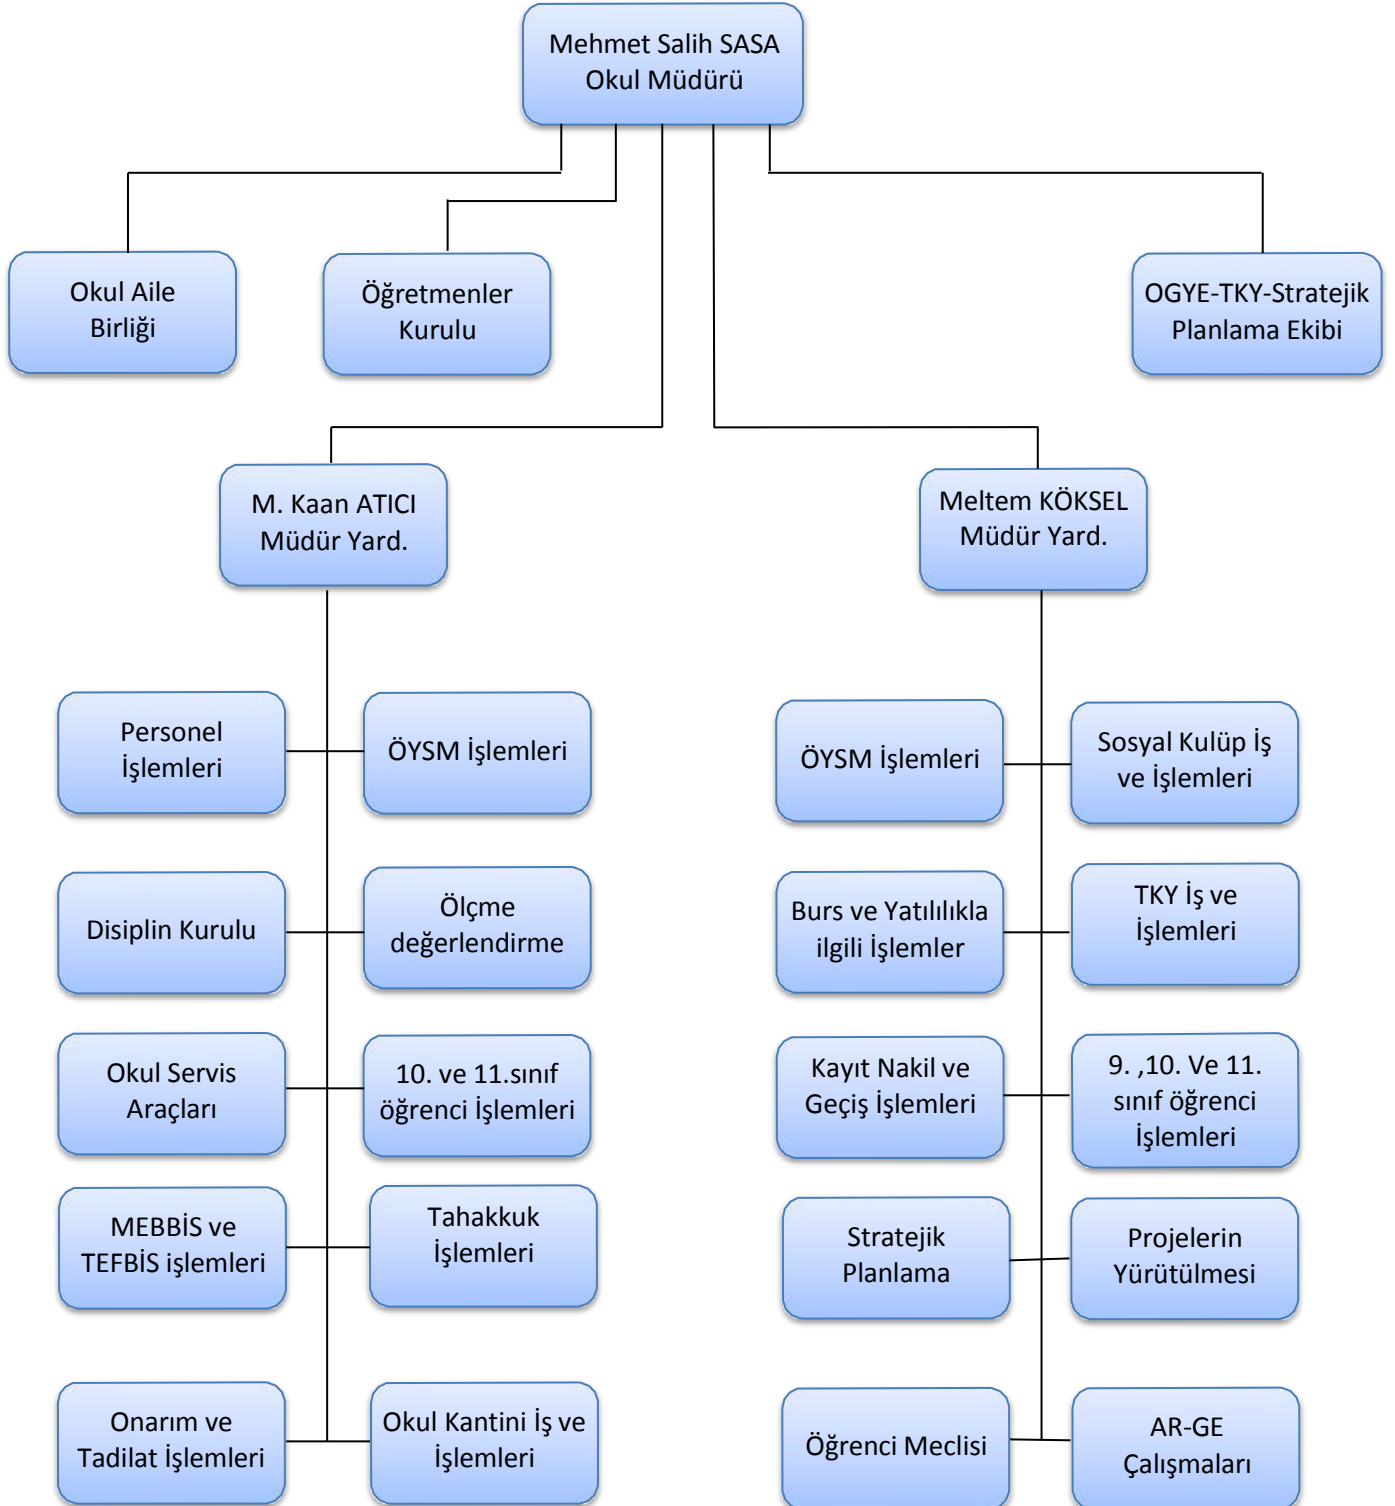 Mehmet Salih SASA
Okul Müdürü
Okul Aile
Birliği
Öğretmenler
Kurulu
OGYE-TKY-Stratejik
Planlama Ekibi
M. Kaan ATICI
Müdür Yard.
Meltem KÖKSEL
Müdür Yard.
Personel
İşlemleri
ÖYSM İşlemleri
ÖYSM İşlemleri
Sosyal Kulüp İş
ve İşlemleri
Disiplin Kurulu
Ölçme
değerlendirme
Burs ve Yatılılıkla
ilgili İşlemler
TKY İş ve
İşlemleri
Okul Servis
Araçları
10. ve 11.sınıf
öğrenci İşlemleri
Kayıt Nakil ve
Geçiş İşlemleri
9. ,10. Ve 11.
sınıf öğrenci
İşlemleri
MEBBİS ve
TEFBİS işlemleri
Tahakkuk
İşlemleri
Stratejik
Planlama
Projelerin
Yürütülmesi
Onarım ve
Tadilat İşlemleri
Okul Kantini İş ve
İşlemleri
Öğrenci Meclisi
AR-GE
Çalışmaları